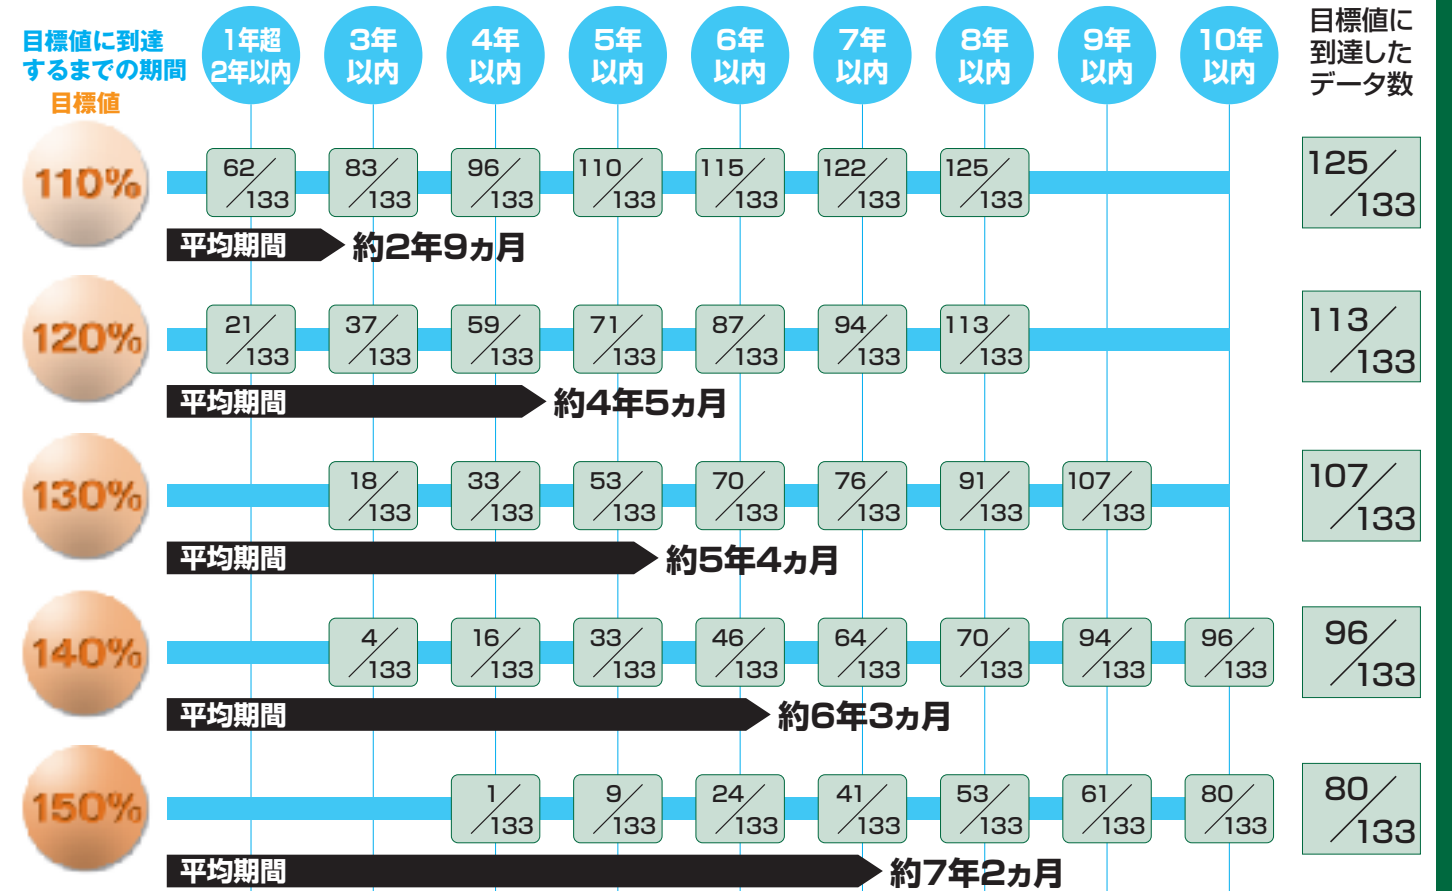 目標値に到達
するまでの期間
目標値
1年超
2年以内
3年
以内
4年
以内
5年
以内
6年
以内
7年
以内
8年
以内
9年
以内
10年
以内
目標値に
到達した
データ数
110%
62/133
83/133
96/133
110/133
115/133
122/133
125/133
125/133
平均期間 約2年9ヵ月
120%
21/133
37/133
59/133
71/133
87/133
94/133
113/133
113/133
平均期間 約4年5ヵ月
130%
18/133
33/133
53/133
70/133
76/133
91/133
107/133
107/133
平均期間 約5年4ヵ月
140%
4/133
16/133
33/133
46/133
64/133
70/133
94/133
96/133
96/133
平均期間 約6年3ヵ月
150%
1/133
9/133
24/133
41/133
53/133
61/133
80/133
80/133
平均期間 約7年2ヵ月